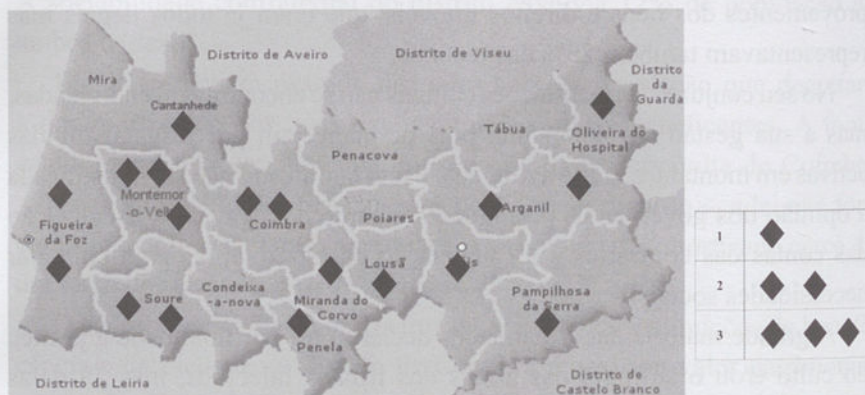 Distrito de Aveiro
Distrito de Viseu
Mira
Distrito
da
Guarda
Cantanhede
Tábua
Oliveira do
Hospital
Penacova
Montemor
-o-Velh
Arganil
Figueira
da Foz
Coimbra
Poiares
Lousã
Condeixa
-a-nova
Soure
Miranda do
Corvo
Pampilhosa
da Serra
Penela
Distrito de Leiria
Distrito de
Castelo Branco
1
2
3